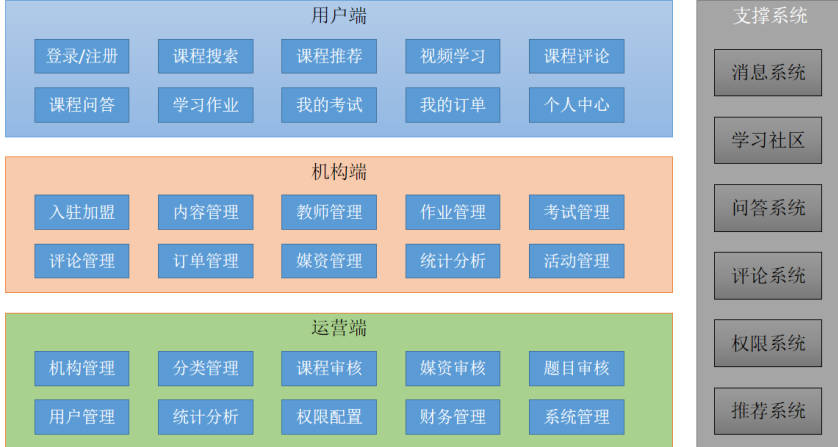 用户端
登录/注册 课程搜索 课程推荐 视频学习 课程评论
课程问答 学习作业 我的考试 我的订单 个人中心
机构端
入驻加盟 内容管理 教师管理 作业管理 考试管理
评论管理 订单管理 媒资管理 统计分析 活动管理
运营端
机构管理 分类管理 课程审核 媒资审核 题目审核
用户管理 统计分析 权限配置 财务管理 系统管理
支撑系统
消息系统
学习社区
问答系统
评论系统
权限系统
推荐系统